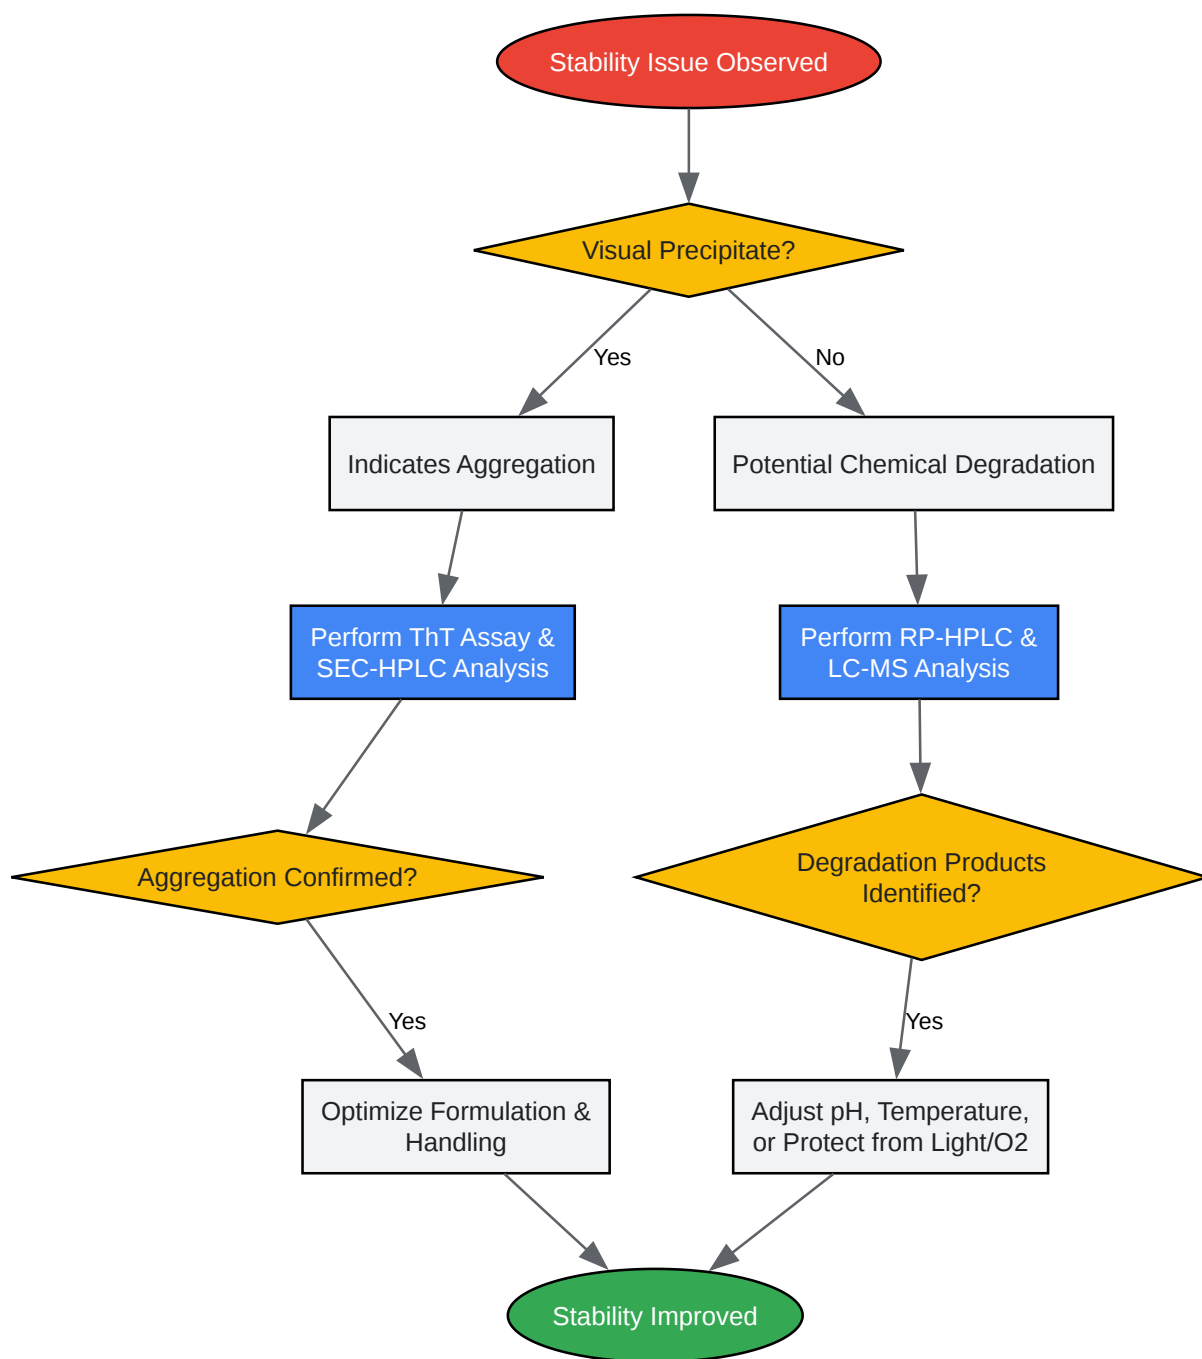 Stability Issue Observed
Visual Precipitate?
Yes
No
Indicates Aggregation
Potential Chemical Degradation
Perform ThT Assay &
SEC-HPLC Analysis
Perform RP-HPLC &
LC-MS Analysis
Aggregation Confirmed?
Degradation Products
Identified?
Yes
Yes
Optimize Formulation &
Handling
Adjust pH, Temperature,
or Protect from Light/O2
Stability Improved